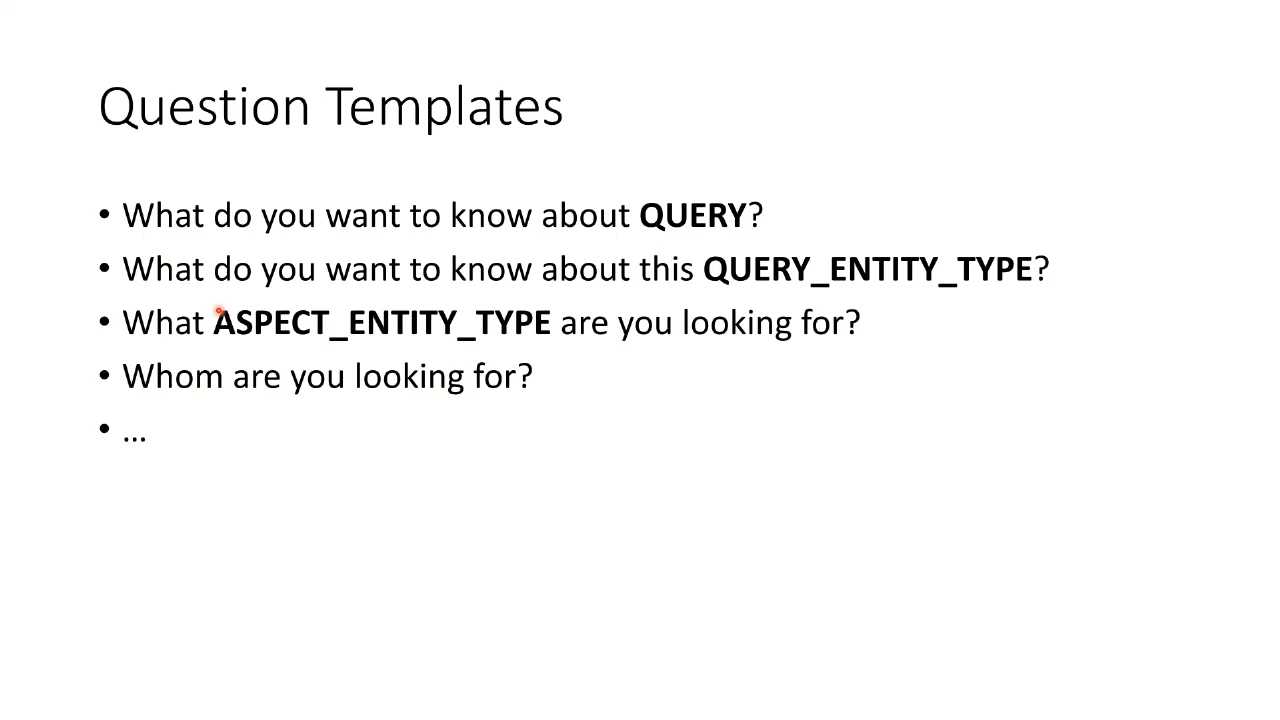 Question Templates
• What do you want to know about QUERY?
• What do you want to know about this QUERY_ENTITY_TYPE?
• What ASPECT_ENTITY_TYPE are you looking for?
• Whom are you looking for?
• …